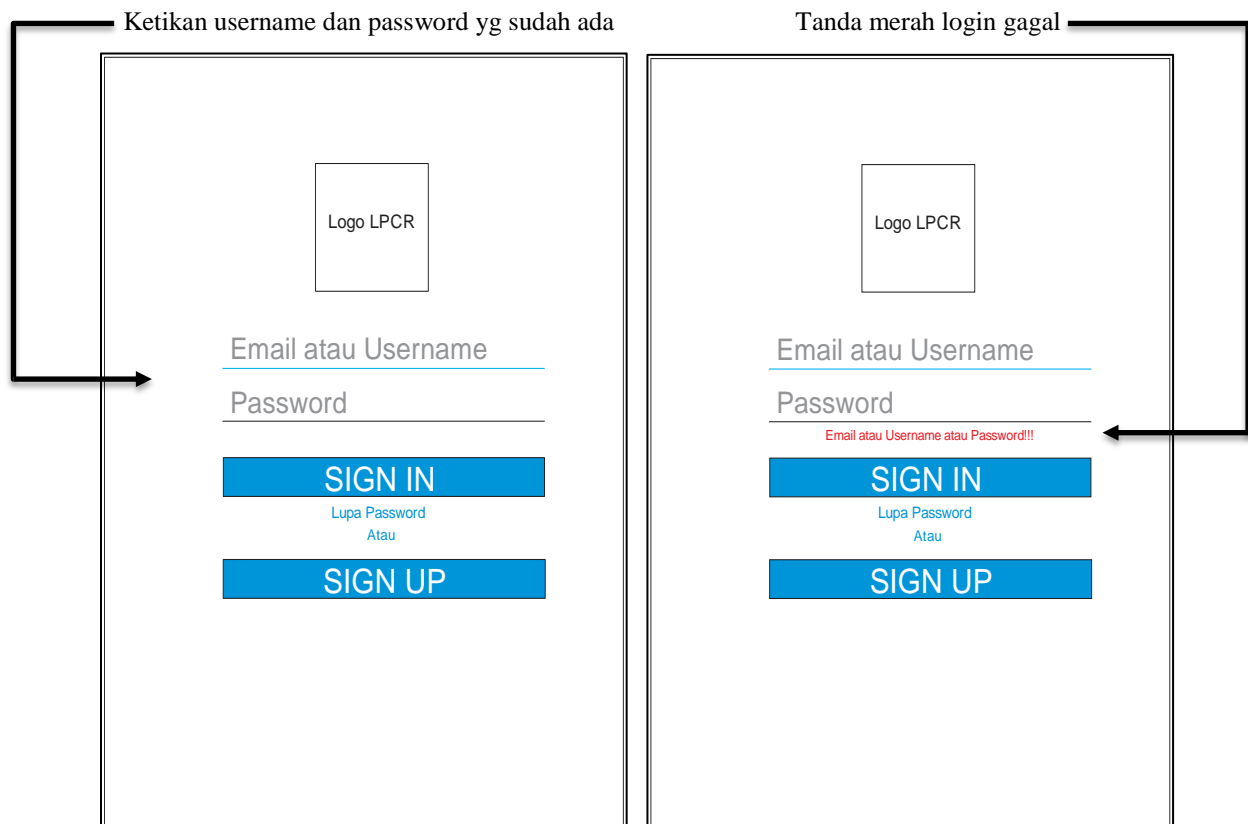 Ketikan username dan password yg sudah ada
Logo LPCR
Email atau Username
Password
SIGN IN
Lupa Password
Atau
SIGN UP
Tanda merah login gagal
Logo LPCR
Email atau Username
Password
Email atau Username atau Password!!!
SIGN IN
Lupa Password
Atau
SIGN UP